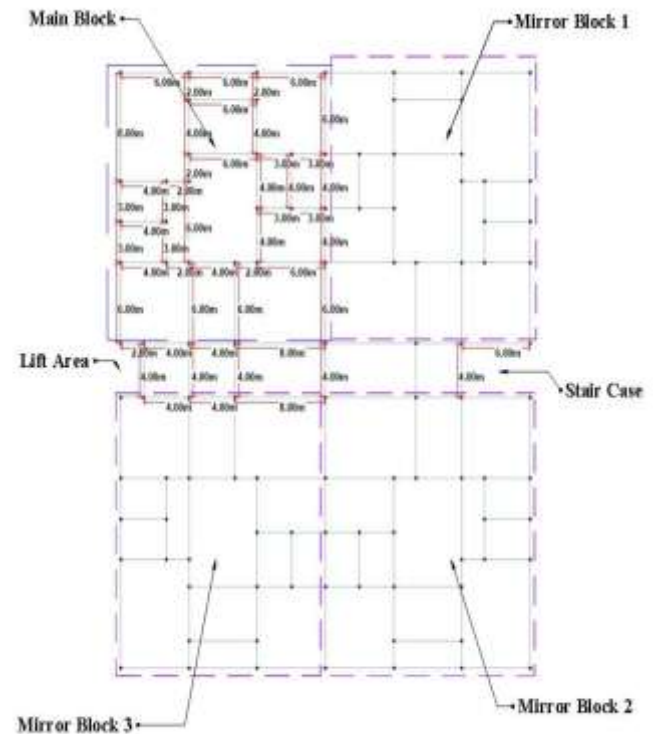 Main Block
Mirror Block 1
6.00m 6.00m 6.00m
2.00m 2.00m
6.00m
8.00m 4.00m 4.00m 6.00m
6.00m 3.00m 3.00m
2.00m
4.00m 2.00m 4.00m 4.00m 4.00m
3.00m 3.00m
4.00m 3.00m 3.00m
6.00m
3.00m 3.00m 4.00m 4.00m
4.00m 2.00m 4.00m 2.00m 6.00m
6.00m 6.00m 6.00m 6.00m
Lift Area
2.00m 4.00m 4.00m 8.00m 6.00m
4.00m 4.00m 4.00m 4.00m 4.00m
Stair Case
4.00m 4.00m 8.00m
Mirror Block 2
Mirror Block 3